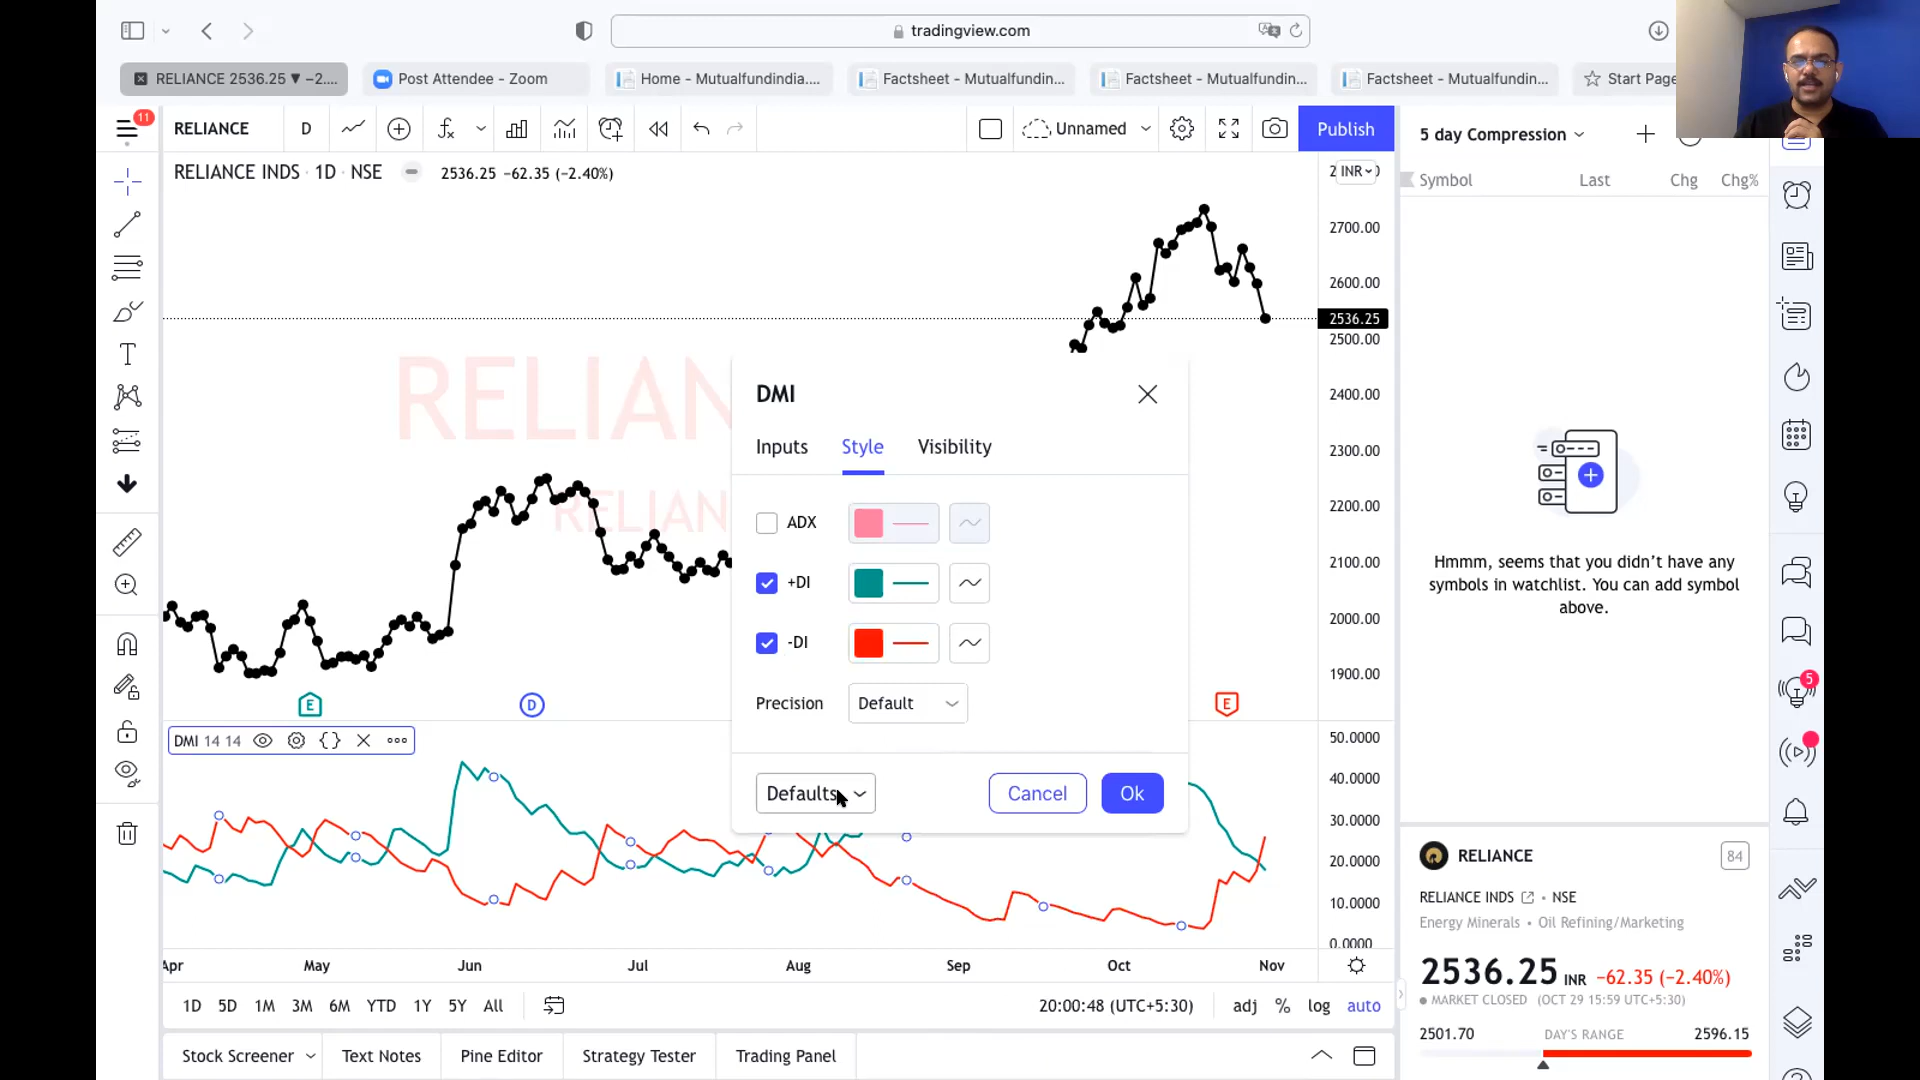 tradingview.com
RELIANCE 2536.25 ▼ −2....
Post Attendee - Zoom
Home - Mutualfundindia....
Factsheet - Mutualfundin...
Factsheet - Mutualfundin...
Factsheet - Mutualfundin...
Start Page
11
RELIANCE
D
Unnamed
Publish
5 day Compression
RELIANCE INDS · 1D · NSE
2536.25 −62.35 (−2.40%)
INR
Symbol
Last
Chg
Chg%
2700.00
2600.00
2536.25
2500.00
2400.00
2300.00
2200.00
2100.00
2000.00
1900.00
DMI
Inputs
Style
Visibility
ADX
+DI
-DI
Precision
Default
Defaults
Cancel
Ok
Hmmm, seems that you didn’t have any
symbols in watchlist. You can add symbol
above.
E
D
E
5
DMI 14 14
50.0000
40.0000
30.0000
20.0000
10.0000
0.0000
Apr
May
Jun
Jul
Aug
Sep
Oct
Nov
1D
5D
1M
3M
6M
YTD
1Y
5Y
All
20:00:48 (UTC+5:30)
adj
%
log
auto
Stock Screener
Text Notes
Pine Editor
Strategy Tester
Trading Panel
RELIANCE
84
RELIANCE INDS • NSE
Energy Minerals • Oil Refining/Marketing
2536.25 INR −62.35 (−2.40%)
MARKET CLOSED (OCT 29 15:59 UTC+5:30)
2501.70
DAY'S RANGE
2596.15